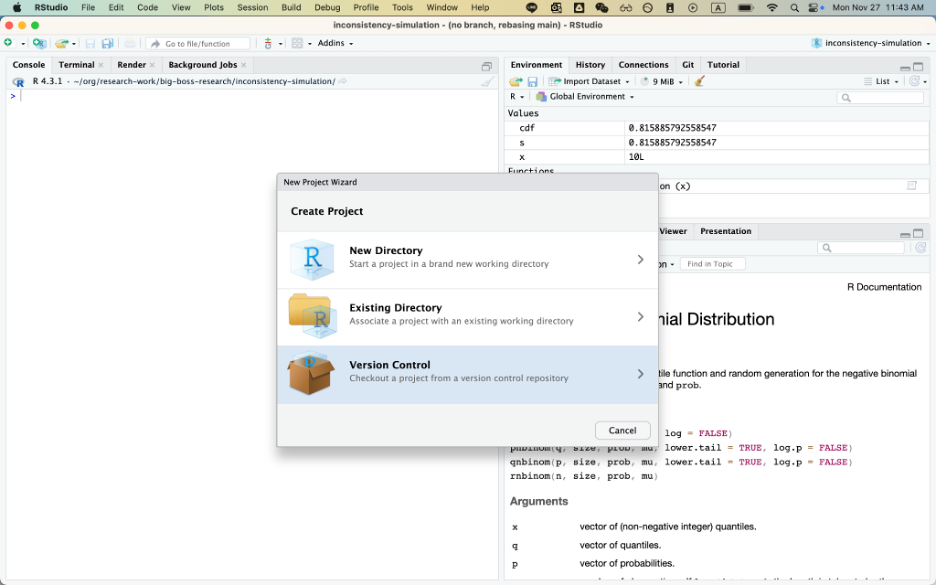 RStudio File Edit Code View Plots Session Build Debug Profile Tools Window Help A Mon Nov 27 11:43 AM
inconsistency-simulation - (no branch, rebasing main) - RStudio
Go to file/function Addins inconsistency-simulation
Console Terminal Render Background Jobs
R 4.3.1 · ~/org/research-work/big-boss-research/inconsistency-simulation/
>
Environment History Connections Git Tutorial
Import Dataset 9 MiB List
R Global Environment
Values
cdf 0.815885792558547
s 0.815885792558547
x 10L
Functions
on (x)
New Project Wizard
Create Project
R New Directory
Start a project in a brand new working directory
R Existing Directory
Associate a project with an existing working directory
Version Control
Checkout a project from a version control repository
Cancel
Viewer Presentation
on Find in Topic
R Documentation
nial Distribution
tile function and random generation for the negative binomial
and prob.
log = FALSE)
pnbinom(q, size, prob, mu, lower.tail = TRUE, log.p = FALSE)
qnbinom(p, size, prob, mu, lower.tail = TRUE, log.p = FALSE)
rnbinom(n, size, prob, mu)
Arguments
x vector of (non-negative integer) quantiles.
q vector of quantiles.
p vector of probabilities.